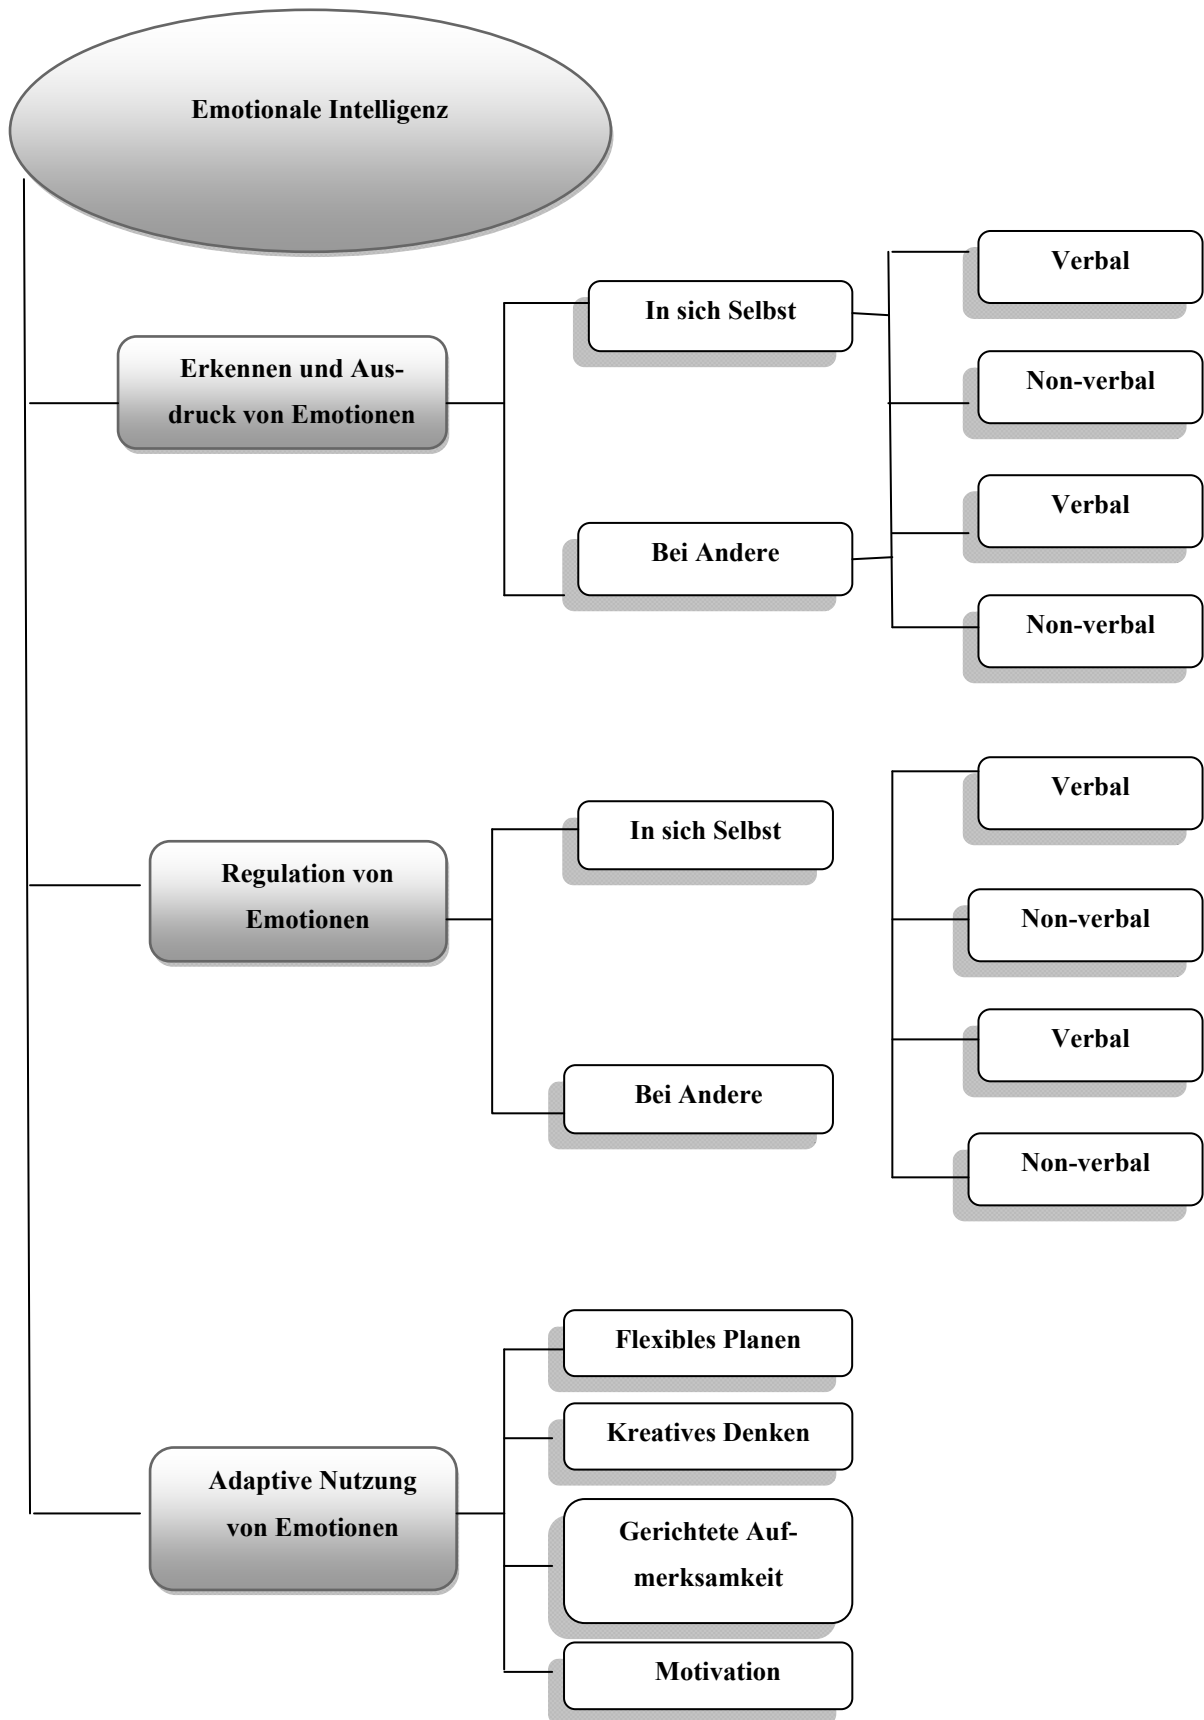 Emotionale Intelligenz
Erkennen und Aus-
druck von Emotionen
In sich Selbst
Verbal
Non-verbal
Bei Andere
Verbal
Non-verbal
Regulation von
Emotionen
In sich Selbst
Verbal
Non-verbal
Bei Andere
Verbal
Non-verbal
Adaptive Nutzung
von Emotionen
Flexibles Planen
Kreatives Denken
Gerichtete Auf-
merksamkeit
Motivation